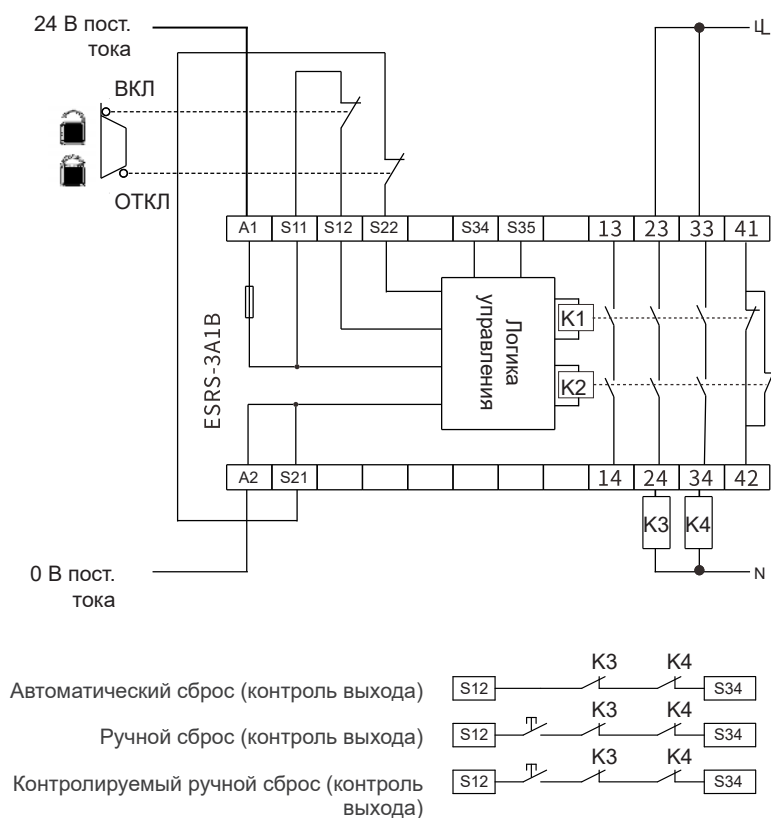 24 В пост.
тока
L
ВКЛ
ОТКЛ
A1 S11 S12 S22 S34 S35 13 23 33 41
ESRS-3A1B
Логика
управления
K1
K2
A2 S21 14 24 34 42
K3 K4
0 В пост.
тока
N
K3 K4
Автоматический сброс (контроль выхода) S12 S34
K3 K4
Ручной сброс (контроль выхода) S12 S34
K3 K4
Контролируемый ручной сброс (контроль S12 S34
выхода)